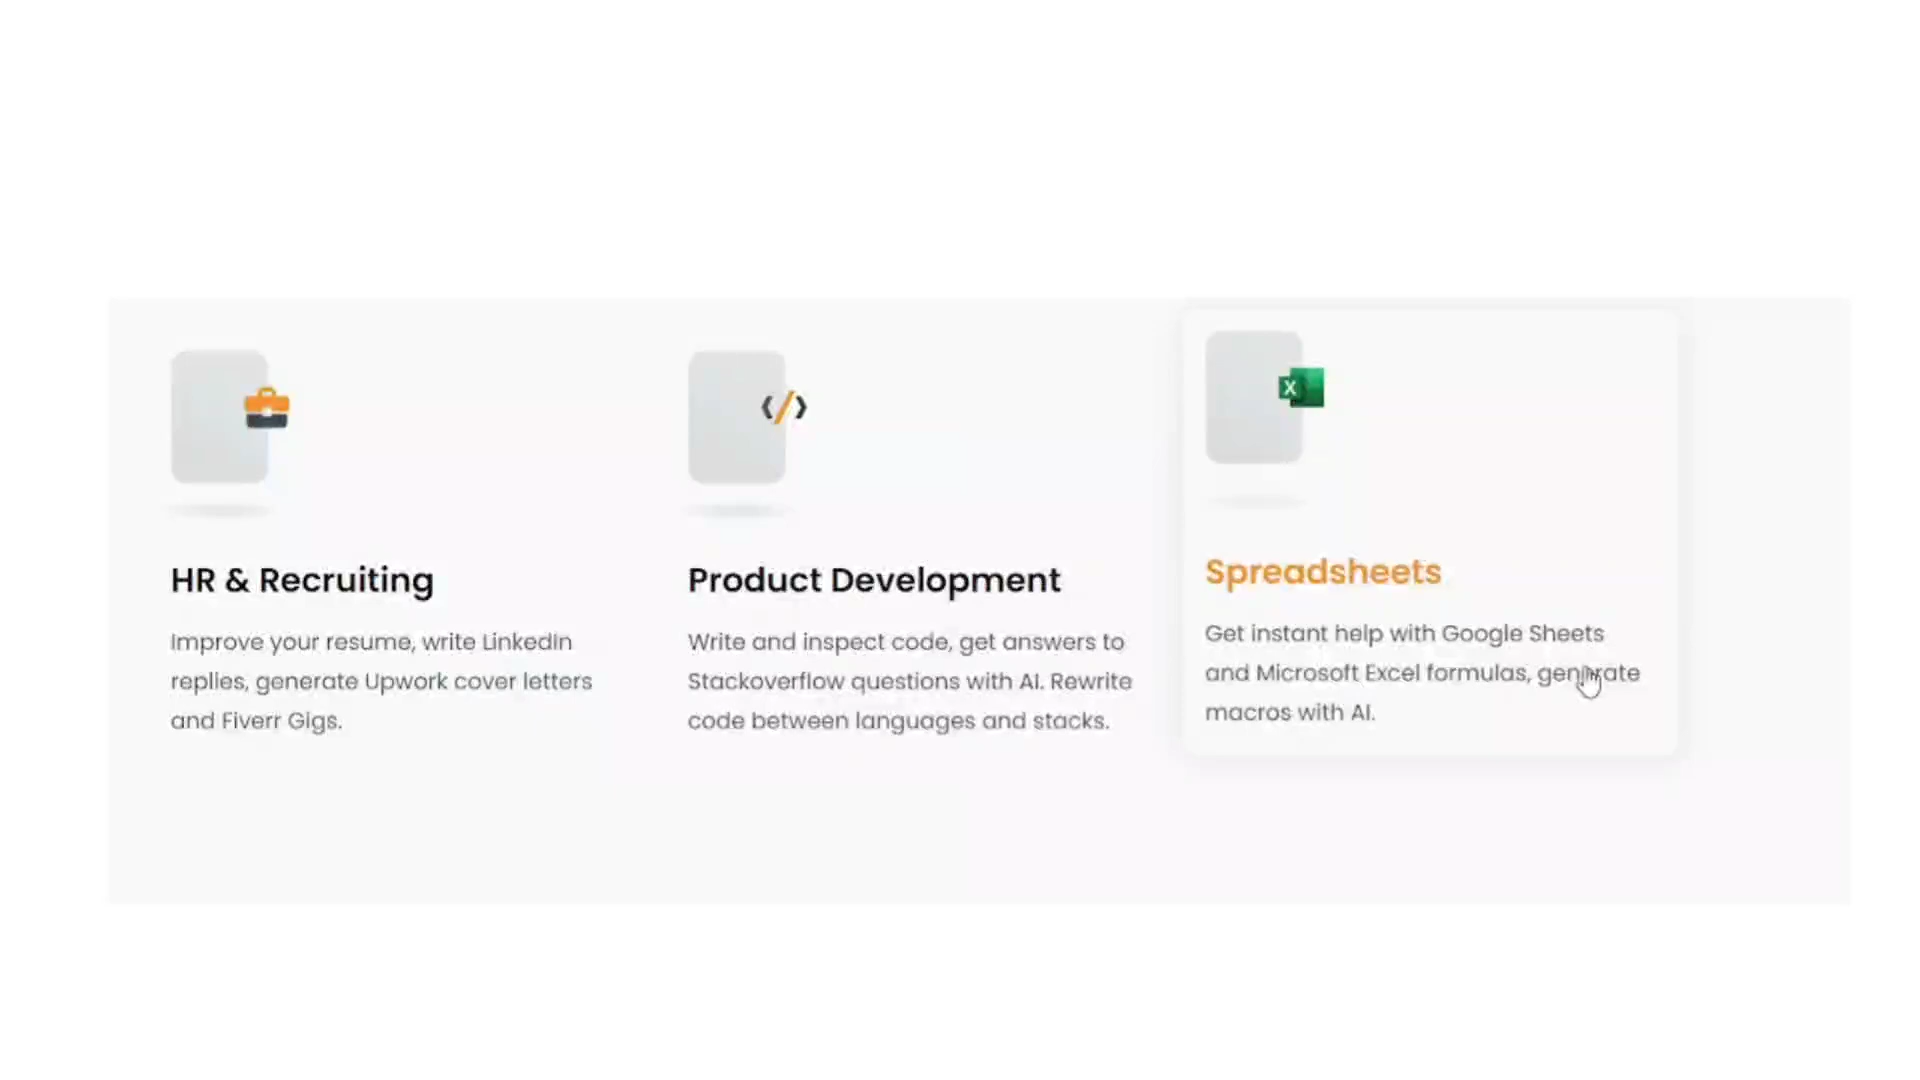 HR & Recruiting
Improve your resume, write LinkedIn
replies, generate Upwork cover letters
and Fiverr Gigs.
Product Development
Write and inspect code, get answers to
Stackoverflow questions with AI. Rewrite
code between languages and stacks.
X
Spreadsheets
Get instant help with Google Sheets
and Microsoft Excel formulas, generate
macros with AI.